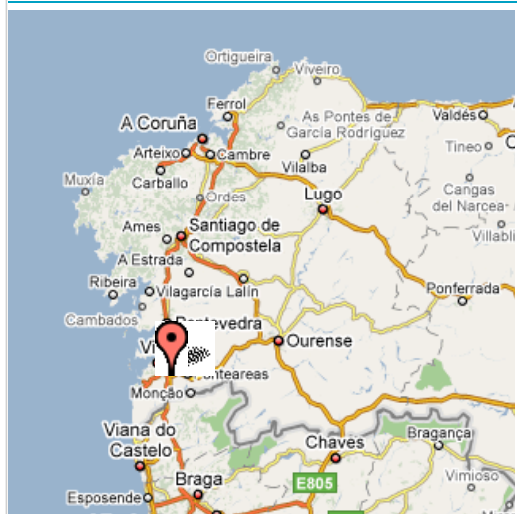 Ortigueira
Viveiro
Ferrol
As Pontes de
García Rodríguez
Valdés
A Coruña
Tineo
Arteixo
Cambre
Vilalba
Carballo
Muxía
Ordes
Lugo
Cangas
del Narcea
Ames
Santiago de
Compostela
Villabli
A Estrada
Ribeira
Vilagarcía
Lalín
Ponferrada
Cambados
Pontevedra
Ourense
Vi
nteareas
Monção
Viana do
Castelo
Chaves
Bragança
Braga
E805
Vimioso
Esposende